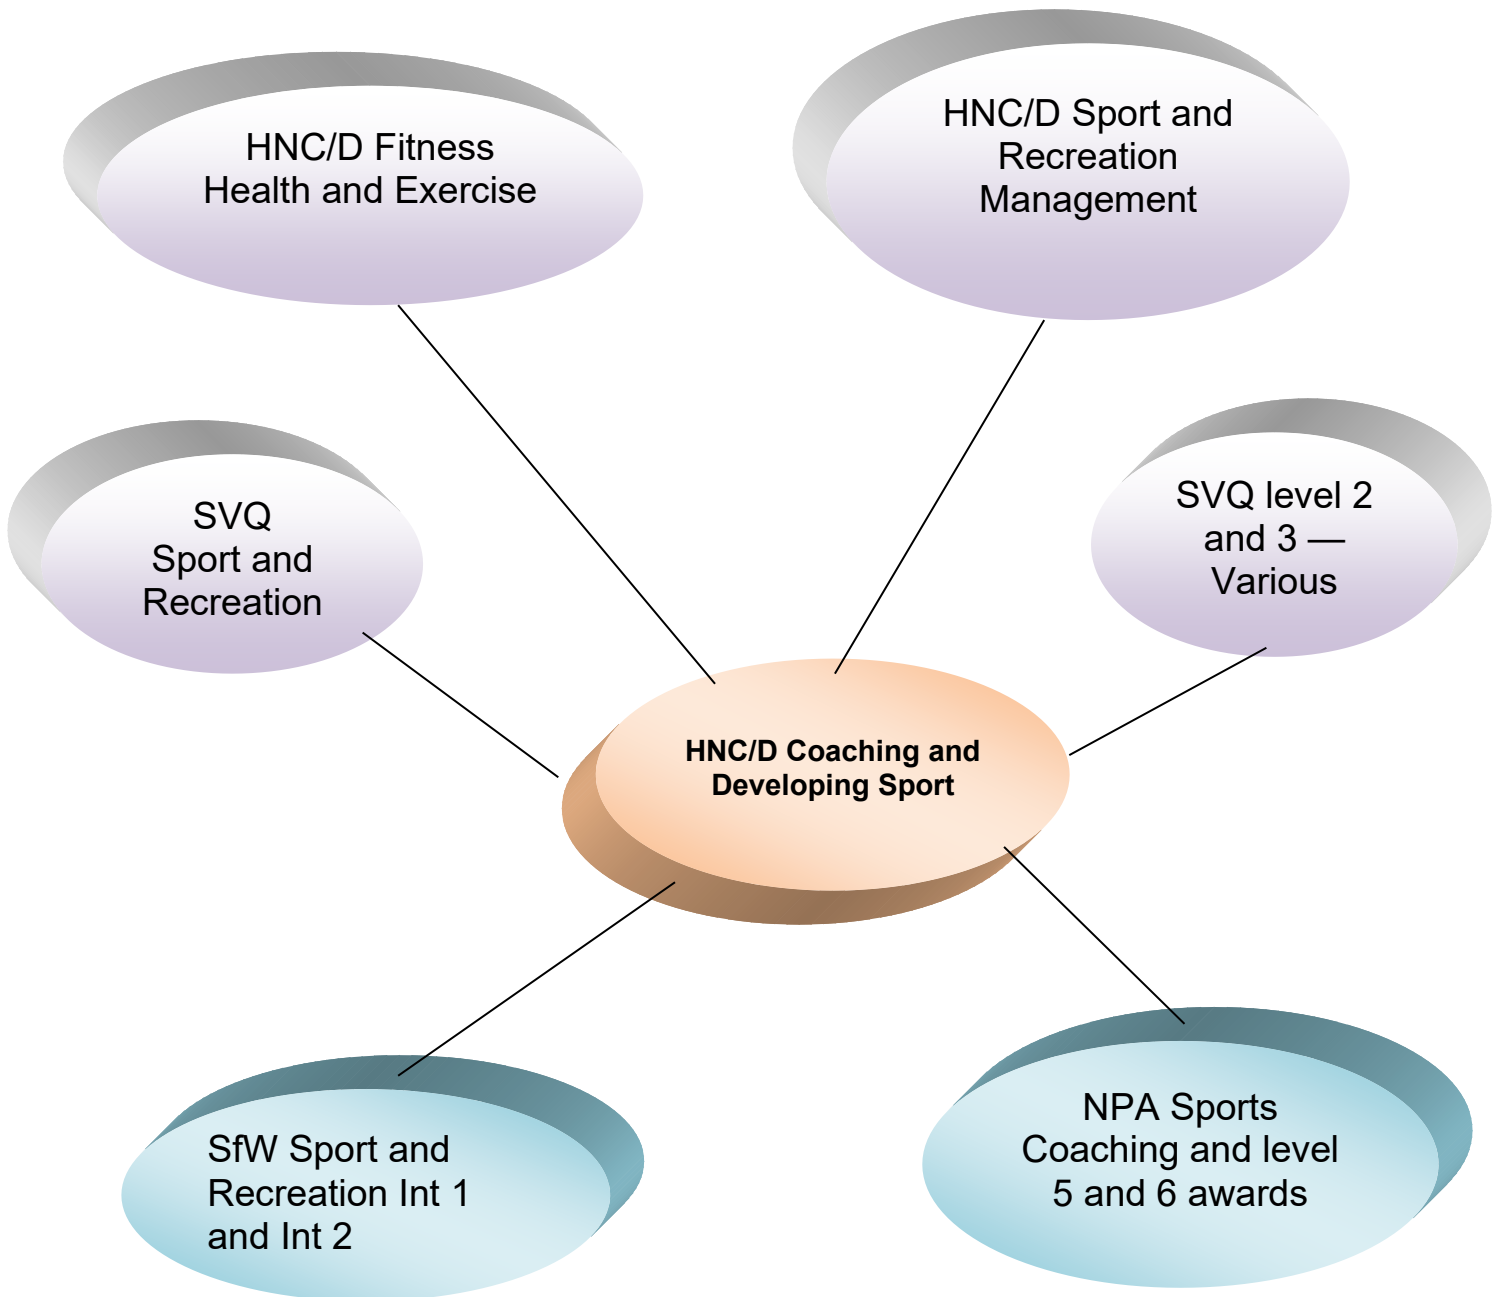 HNC/D Fitness
Health and Exercise
HNC/D Sport and
Recreation
Management
SVQ
Sport and
Recreation
SVQ level 2
and 3 —
Various
HNC/D Coaching and
Developing Sport
SfW Sport and
Recreation Int 1
and Int 2
NPA Sports
Coaching and level
5 and 6 awards